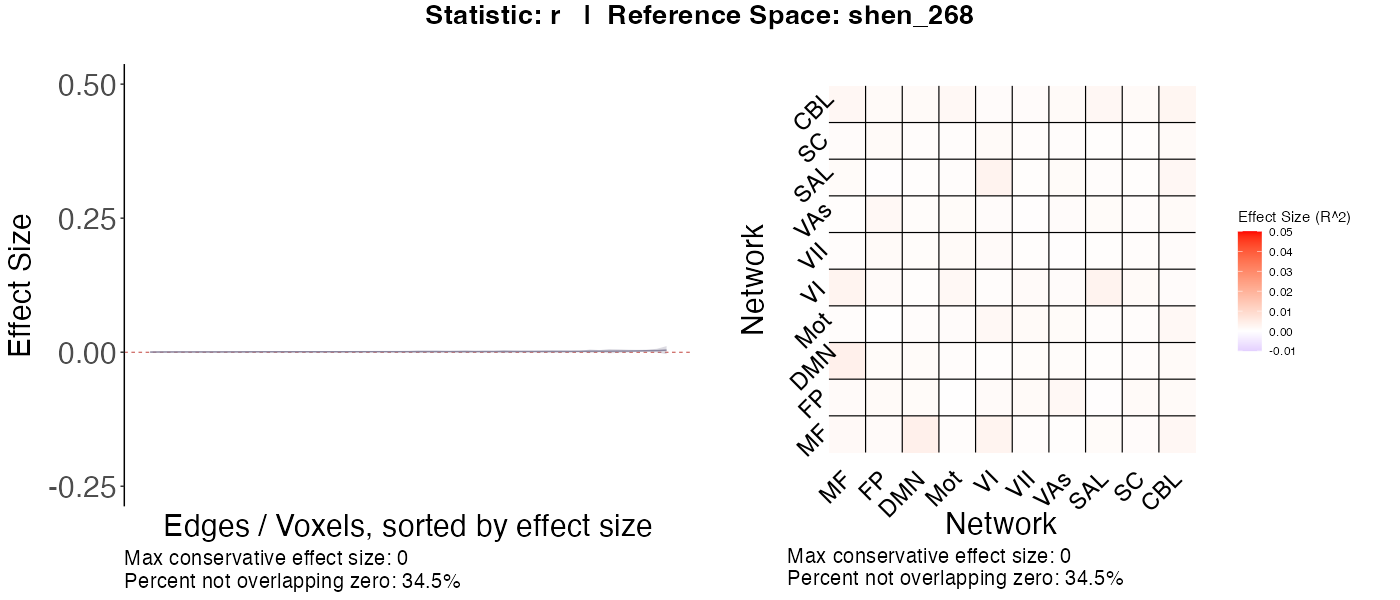 Statistic: r | Reference Space: shen_268
Effect Size
0.50
0.25
0.00
-0.25
Edges / Voxels, sorted by effect size
Max conservative effect size: 0
Percent not overlapping zero: 34.5%
Network
CBL
SC
SAL
VAs
VII
VI
Mot
DMN
FP
MF
MF FP DMN Mot VI VII VAs SAL SC CBL
Network
Max conservative effect size: 0
Percent not overlapping zero: 34.5%
Effect Size (R^2)
0.05
0.04
0.03
0.02
0.01
0.00
-0.01